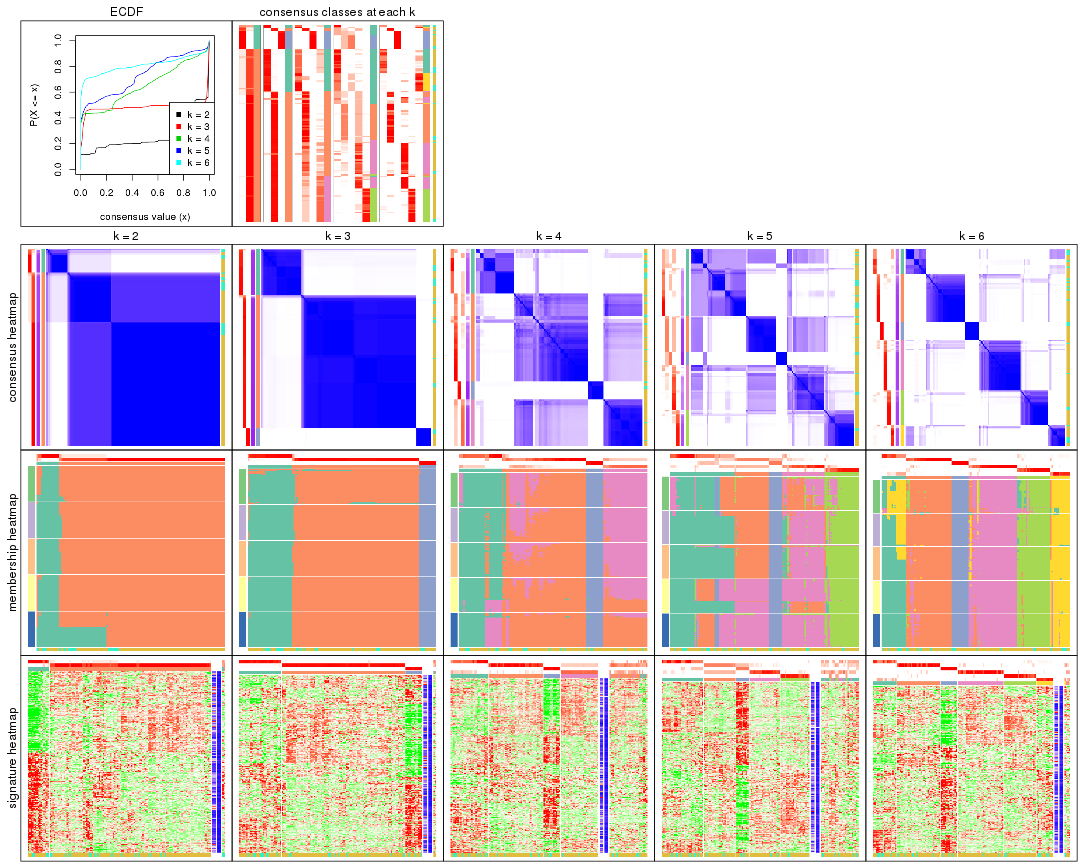 ECDF
consensus classes at each k
P(X <= x)
0.0 0.2 0.4 0.6 0.8 1.0
k = 2
k = 3
k = 4
k = 5
k = 6
0.0 0.2 0.4 0.6 0.8 1.0
consensus value (x)
k = 2
k = 3
k = 4
k = 5
k = 6
consensus heatmap
membership heatmap
signature heatmap